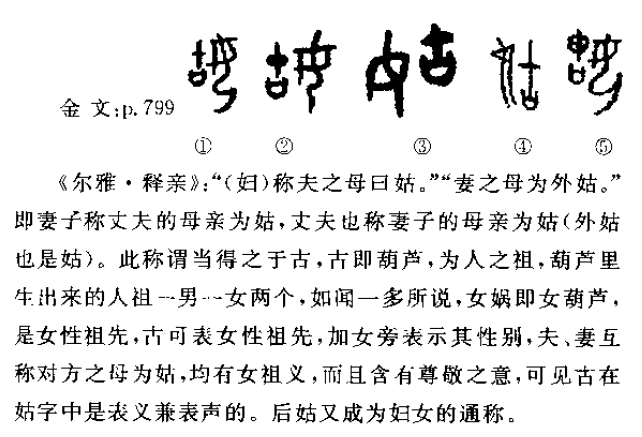 金文:p.799
① ② ③ ④ ⑤
《尔雅·释亲》:“(妇)称夫之母曰姑。”“妻之母为外姑。”
即妻子称丈夫的母亲为姑,丈夫也称妻子的母亲为姑(外姑
也是姑)。此称谓当得之于古,古即葫芦,为人之祖,葫芦里
生出来的人祖一男一女两个,如闻一多所说,女娲即女葫芦,
是女性祖先,古可表女性祖先,加女旁表示其性别,夫、妻互
称对方之母为姑,均有女祖义,而且含有尊敬之意,可见古在
姑字中是表义兼表声的。后姑又成为妇女的通称。